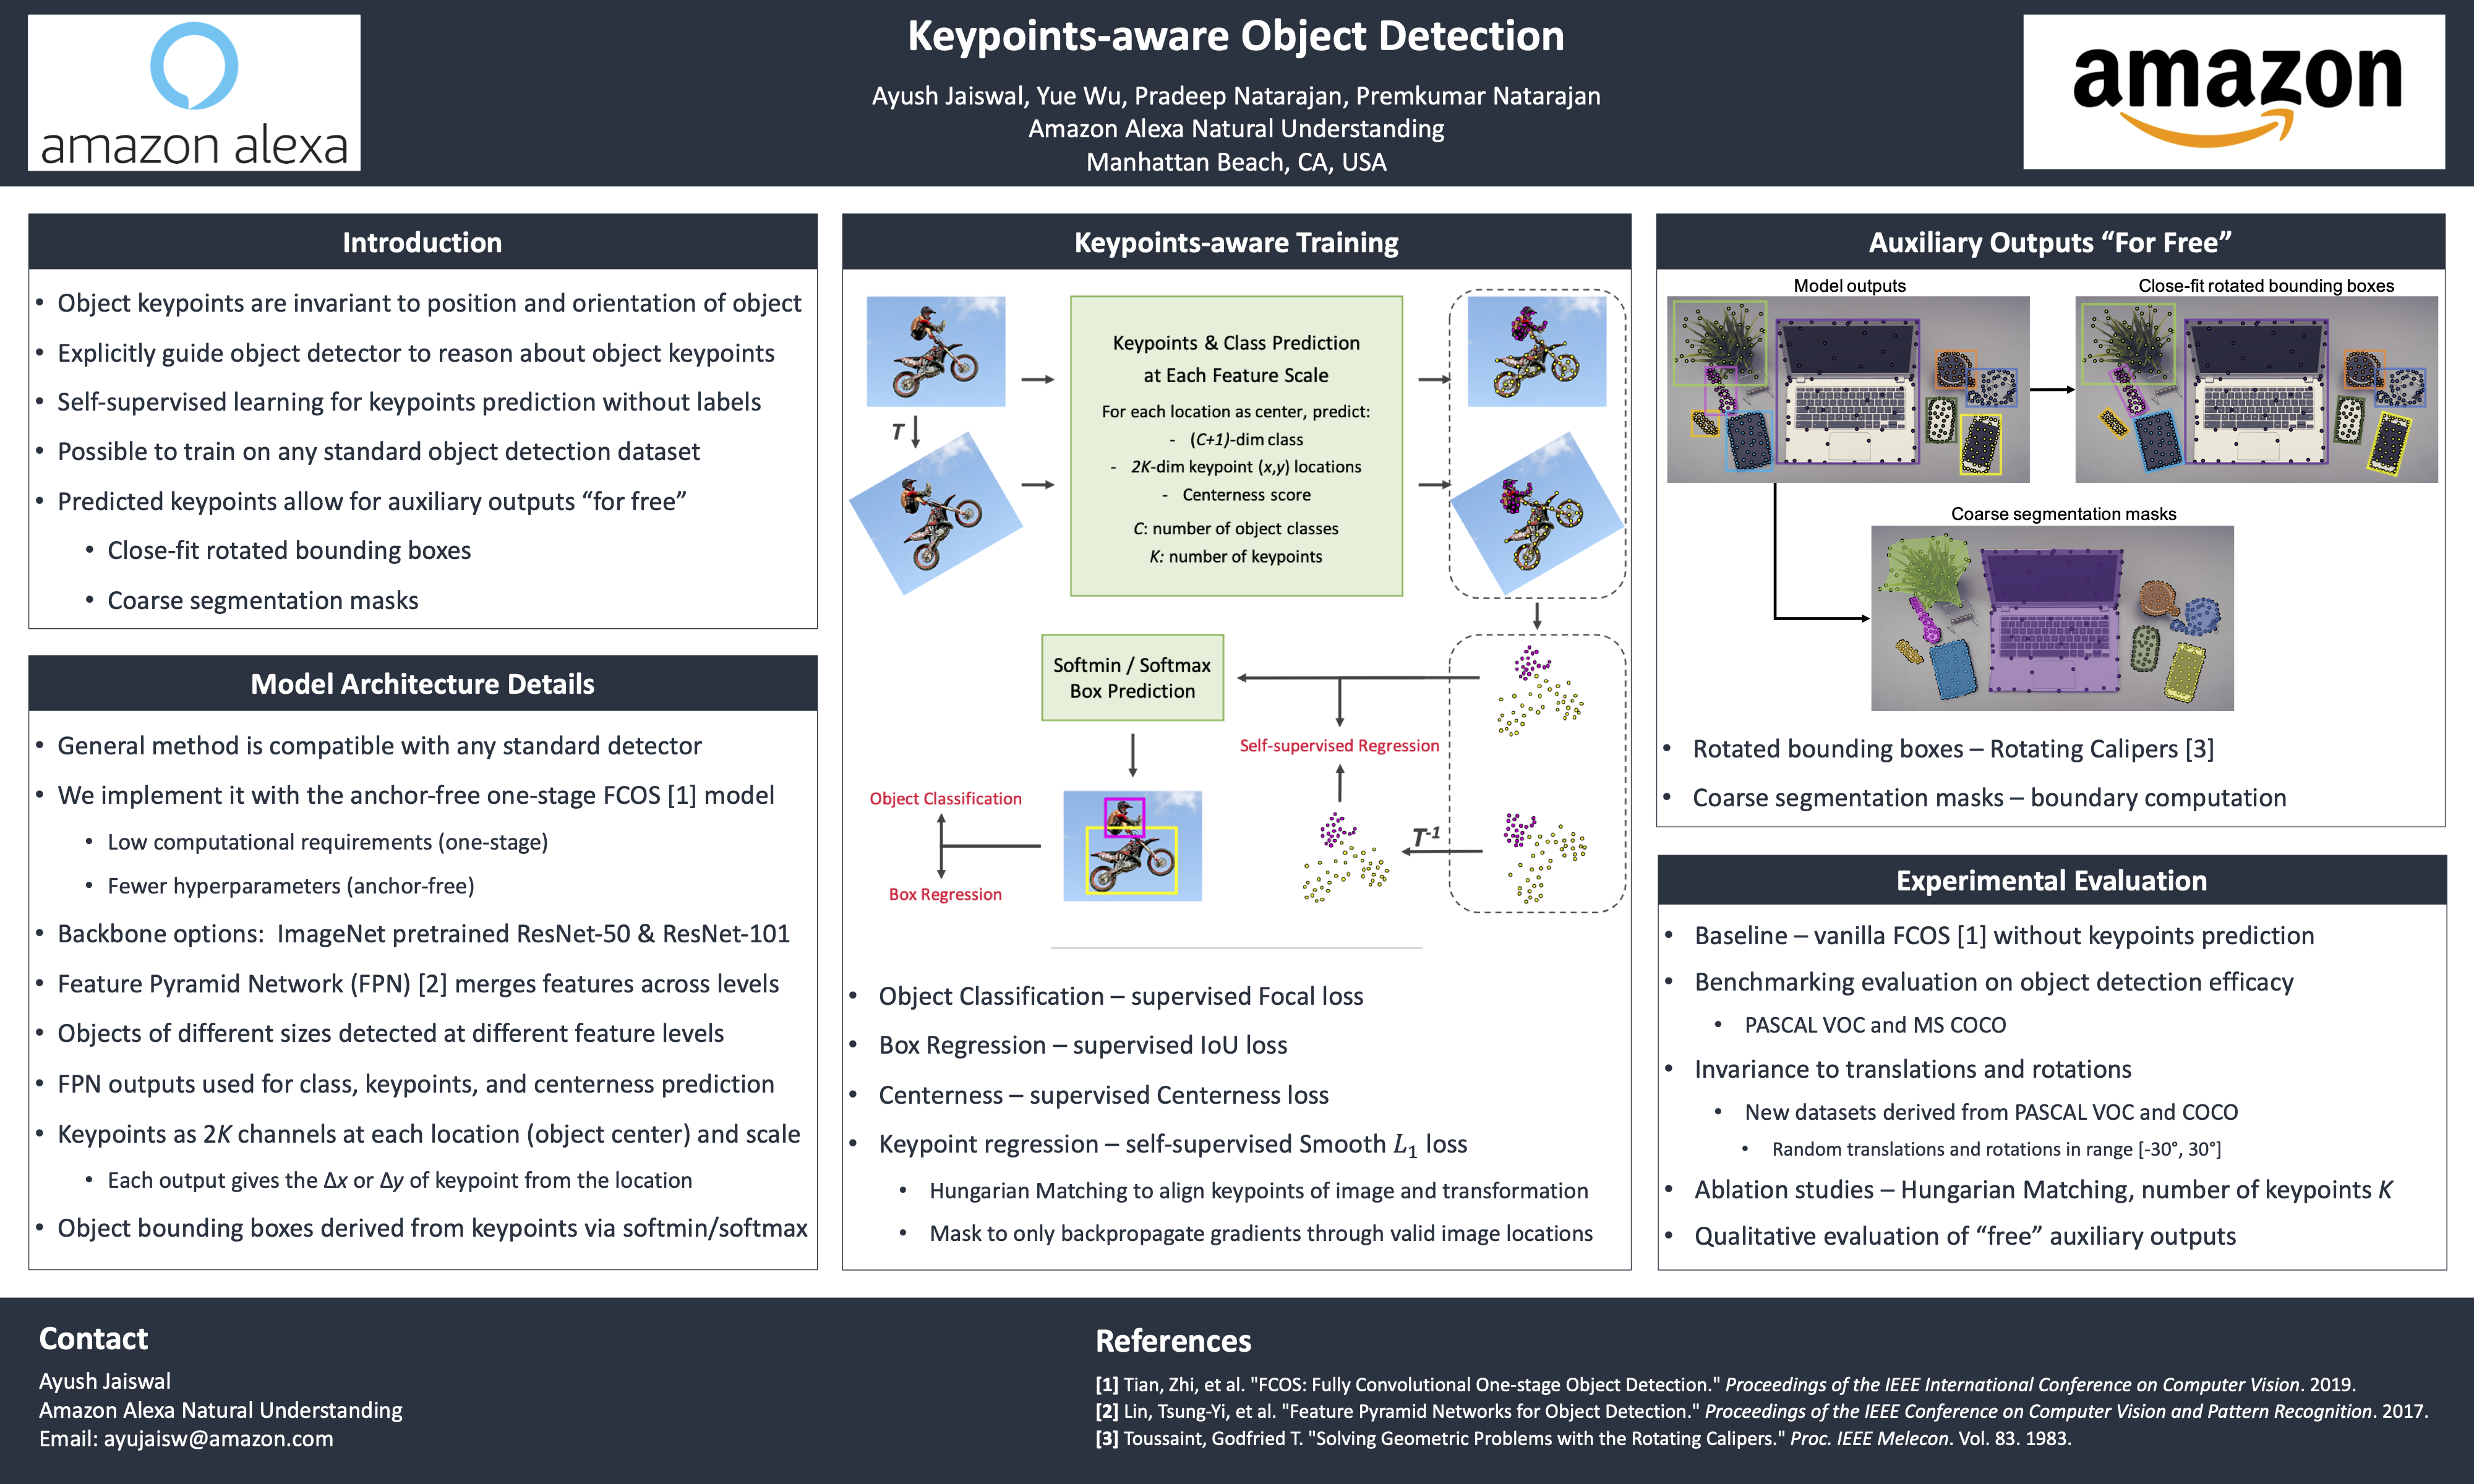 amazon alexa
Keypoints-aware Object Detection
Ayush Jaiswal, Yue Wu, Pradeep Natarajan, Premkumar Natarajan
Amazon Alexa Natural Understanding
Manhattan Beach, CA, USA
amazon
Introduction
• Object keypoints are invariant to position and orientation of object
• Explicitly guide object detector to reason about object keypoints
• Self-supervised learning for keypoints prediction without labels
• Possible to train on any standard object detection dataset
• Predicted keypoints allow for auxiliary outputs “for free”
• Close-fit rotated bounding boxes
• Coarse segmentation masks
Model Architecture Details
• General method is compatible with any standard detector
• We implement it with the anchor-free one-stage FCOS [1] model
• Low computational requirements (one-stage)
• Fewer hyperparameters (anchor-free)
• Backbone options: ImageNet pretrained ResNet-50 & ResNet-101
• Feature Pyramid Network (FPN) [2] merges features across levels
• Objects of different sizes detected at different feature levels
• FPN outputs used for class, keypoints, and centerness prediction
• Keypoints as 2K channels at each location (object center) and scale
• Each output gives the Δx or Δy of keypoint from the location
• Object bounding boxes derived from keypoints via softmin/softmax
Keypoints-aware Training
T
Keypoints & Class Prediction
at Each Feature Scale
For each location as center, predict:
- (C+1)-dim class
- 2K-dim keypoint (x,y) locations
- Centerness score
C: number of object classes
K: number of keypoints
Softmin / Softmax
Box Prediction
Self-supervised Regression
Object Classification
T⁻¹
Box Regression
• Object Classification – supervised Focal loss
• Box Regression – supervised IoU loss
• Centerness – supervised Centerness loss
• Keypoint regression – self-supervised Smooth L₁ loss
• Hungarian Matching to align keypoints of image and transformation
• Mask to only backpropagate gradients through valid image locations
Auxiliary Outputs “For Free”
Model outputs
Close-fit rotated bounding boxes
Coarse segmentation masks
• Rotated bounding boxes – Rotating Calipers [3]
• Coarse segmentation masks – boundary computation
Experimental Evaluation
• Baseline – vanilla FCOS [1] without keypoints prediction
• Benchmarking evaluation on object detection efficacy
• PASCAL VOC and MS COCO
• Invariance to translations and rotations
• New datasets derived from PASCAL VOC and COCO
• Random translations and rotations in range [-30°, 30°]
• Ablation studies – Hungarian Matching, number of keypoints K
• Qualitative evaluation of “free” auxiliary outputs
Contact
Ayush Jaiswal
Amazon Alexa Natural Understanding
Email: ayujaisw@amazon.com
References
[1] Tian, Zhi, et al. "FCOS: Fully Convolutional One-stage Object Detection." Proceedings of the IEEE International Conference on Computer Vision. 2019.
[2] Lin, Tsung-Yi, et al. "Feature Pyramid Networks for Object Detection." Proceedings of the IEEE Conference on Computer Vision and Pattern Recognition. 2017.
[3] Toussaint, Godfried T. "Solving Geometric Problems with the Rotating Calipers." Proc. IEEE Melecon. Vol. 83. 1983.